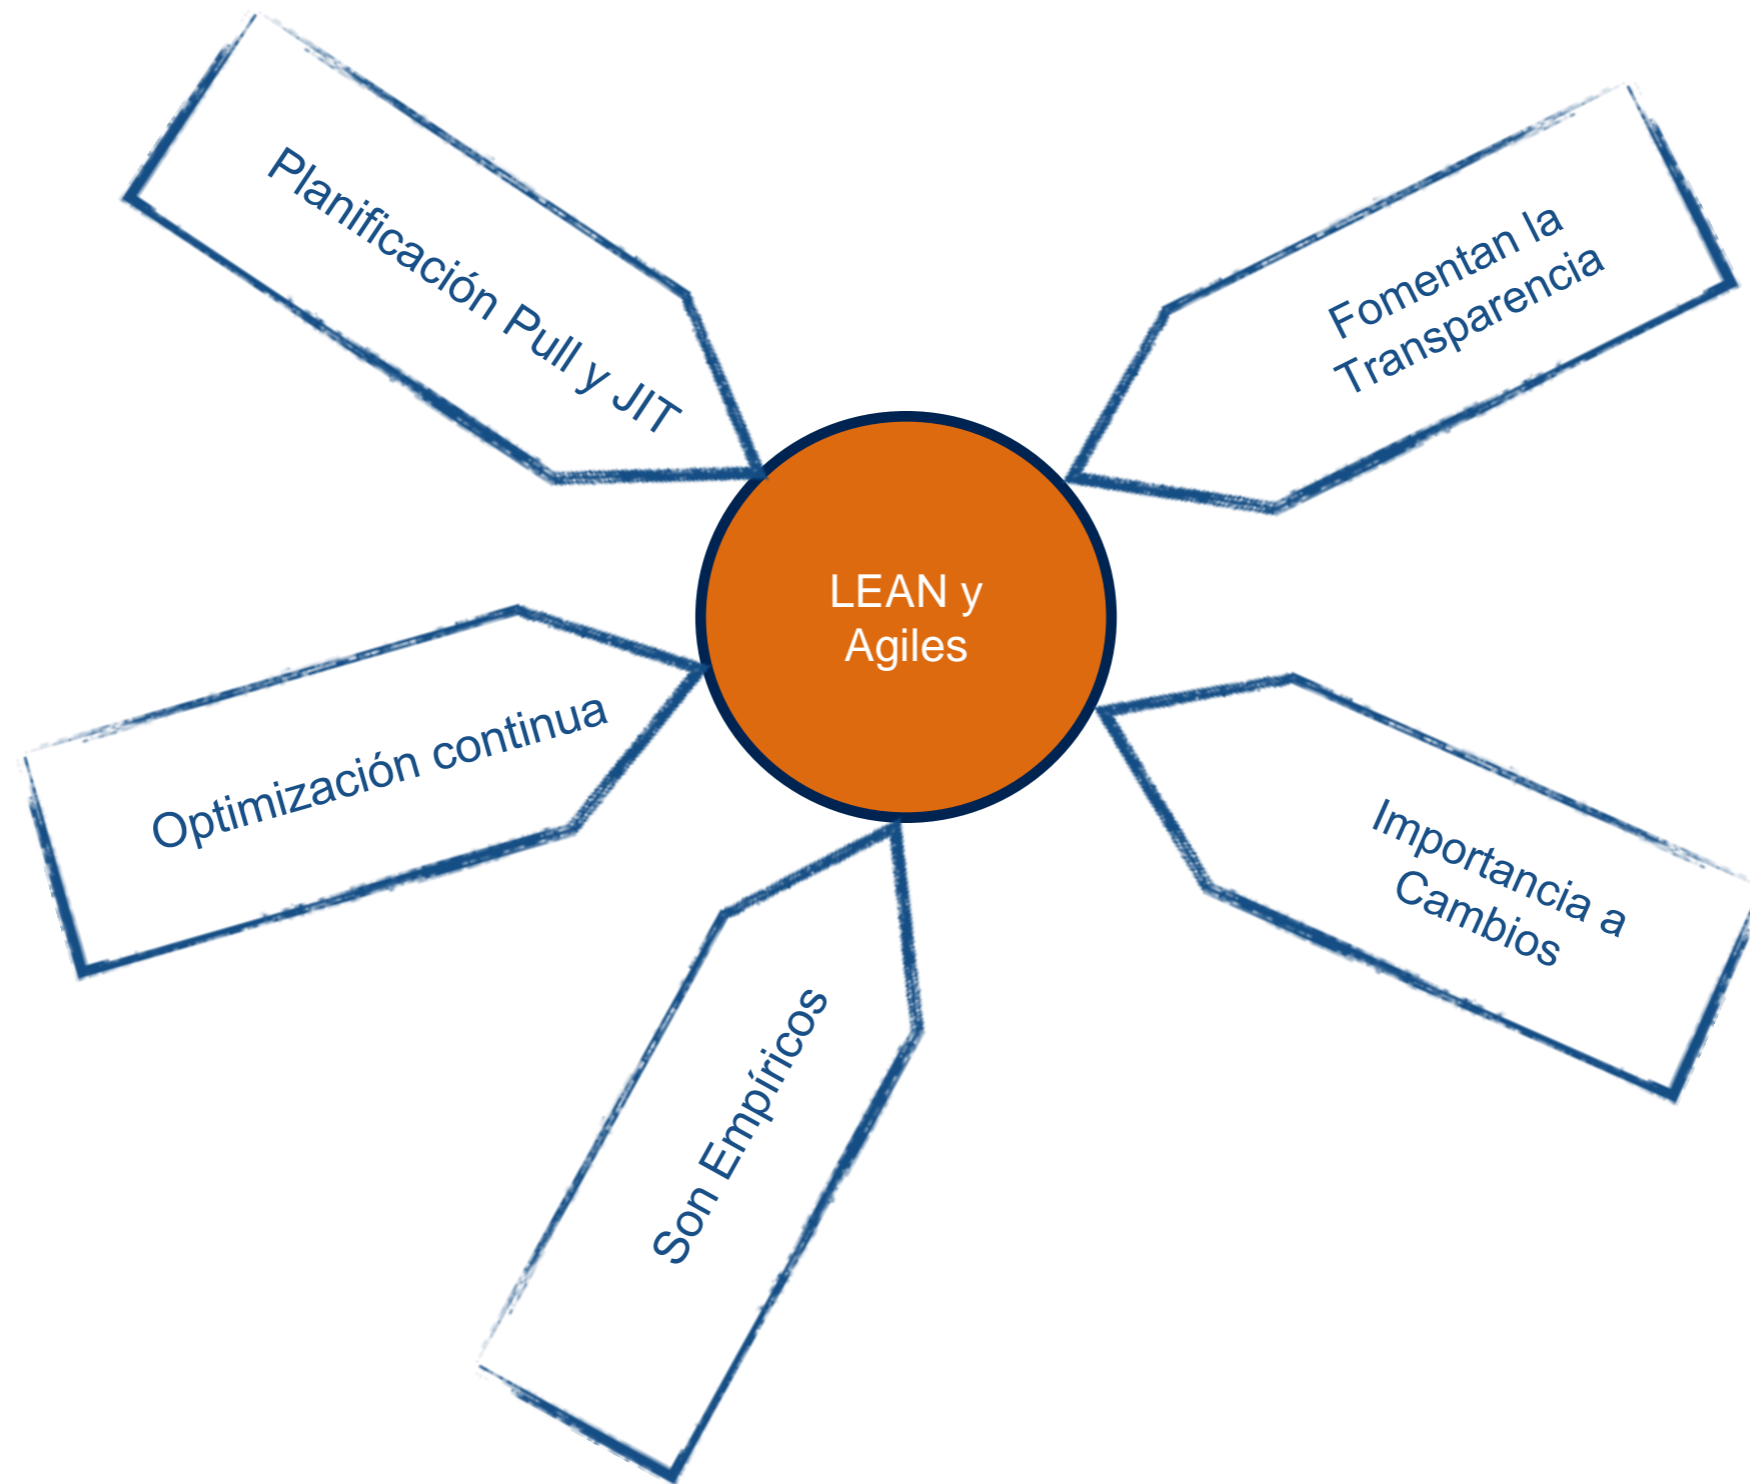 Planificación Pull y JIT
Fomentan la
Transparencia
LEAN y
Agiles
Optimización continua
Importancia a
Cambios
Son Empíricos